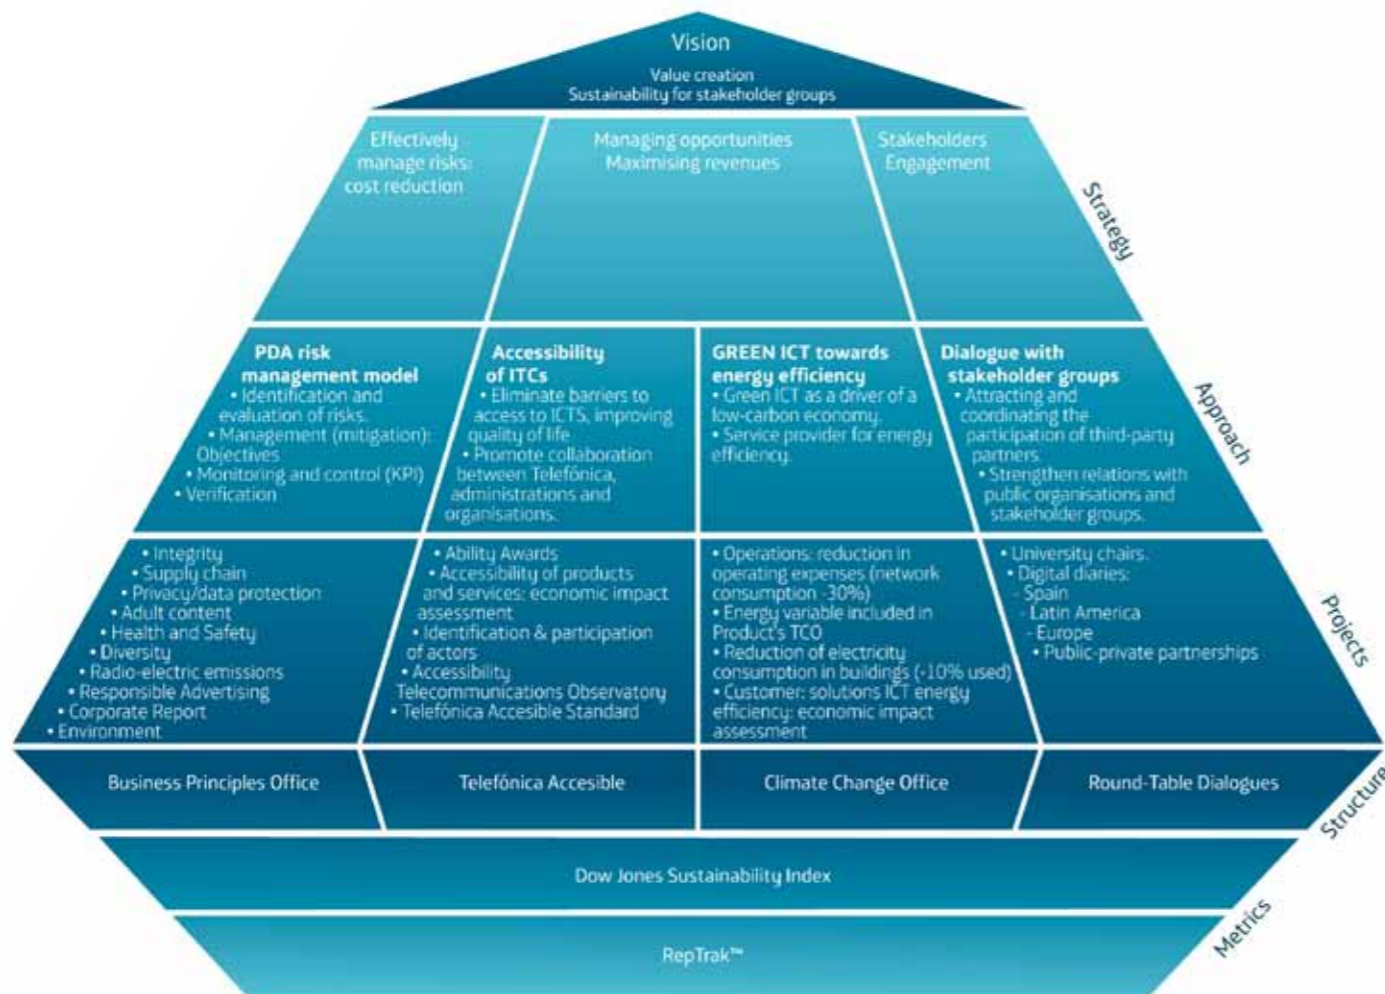 Vision
Value creation
Sustainability for stakeholder groups
Effectively
manage risks:
cost reduction
Managing opportunities
Maximising revenues
Stakeholders
Engagement
Strategy
PDA risk
management model
• Identification and
evaluation of risks.
• Management (mitigation):
Objectives
• Monitoring and control (KPI)
• Verification
Accessibility
of ITCs
• Eliminate barriers to
access to ICTS, improving
quality of life
• Promote collaboration
between Telefónica,
administrations and
organisations.
GREEN ICT towards
energy efficiency
• Green ICT as a driver of a
low-carbon economy.
• Service provider for energy
efficiency.
Dialogue with
stakeholder groups
• Attracting and
coordinating the
participation of third-party
partners.
• Strengthen relations with
public organisations and
stakeholder groups.
Approach
• Integrity
• Supply chain
• Privacy/data protection
• Adult content
• Health and Safety
• Diversity
• Radio-electric emissions
• Responsible Advertising
• Corporate Report
• Environment
• Ability Awards
• Accessibility of products
and services: economic impact
assessment
• Identification & participation
of actors
• Accessibility
Telecommunications Observatory
• Telefónica Accesible Standard
• Operations: reduction in
operating expenses (network
consumption -30%)
• Energy variable included in
Product's TCO
• Reduction of electricity
consumption in buildings (-10% used)
• Customer: solutions ICT energy
efficiency: economic impact
assessment
• University chairs.
• Digital diaries:
- Spain
- Latin America
- Europe
• Public-private partnerships
Projects
Business Principles Office
Telefónica Accesible
Climate Change Office
Round-Table Dialogues
Structure
Dow Jones Sustainability Index
RepTrak™
Metrics